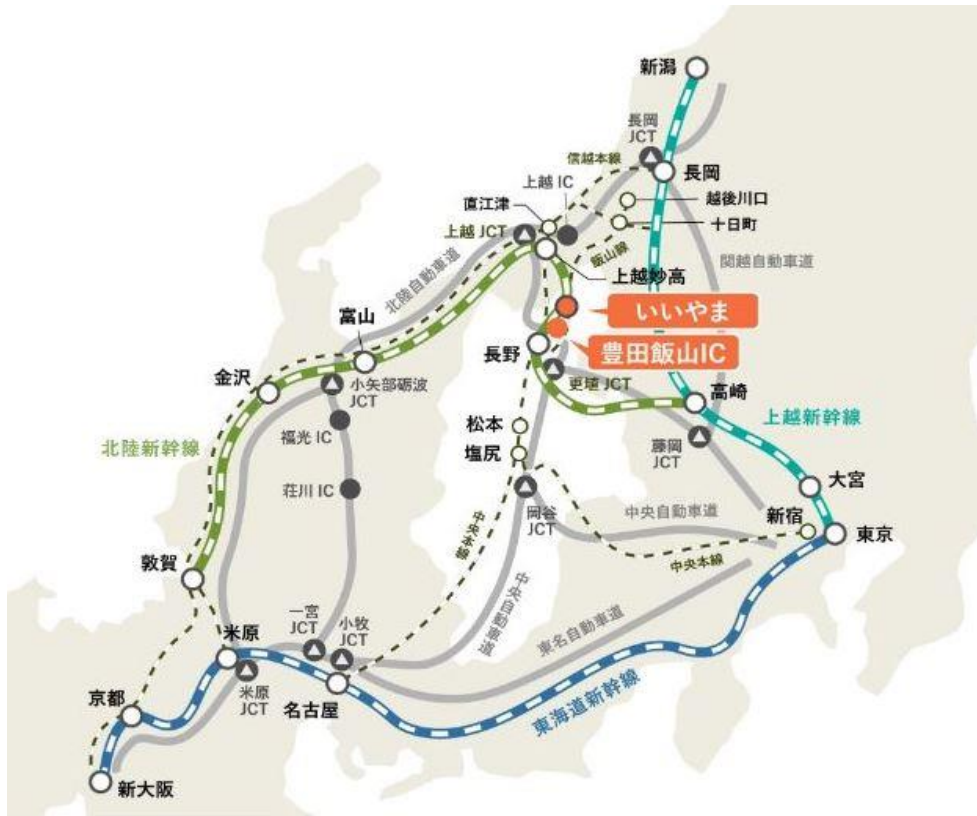 新潟
長岡
JCT
信越本線
長岡
上越 IC
越後川口
直江津
十日町
上越 JCT
飯山線
関越自動車道
上越妙高
北陸自動車道
いいやま
富山
豊田飯山IC
長野
金沢
小矢部砺波
JCT
更埴 JCT
高崎
上越新幹線
松本
福光 IC
北陸新幹線
塩尻
藤岡
JCT
大宮
荘川 IC
岡谷
JCT
中央自動車道
新宿
東京
中央本線
中央本線
敦賀
中央自動車道
一宮
JCT
小牧
JCT
米原
東名自動車道
米原
JCT
名古屋
東海道新幹線
京都
新大阪